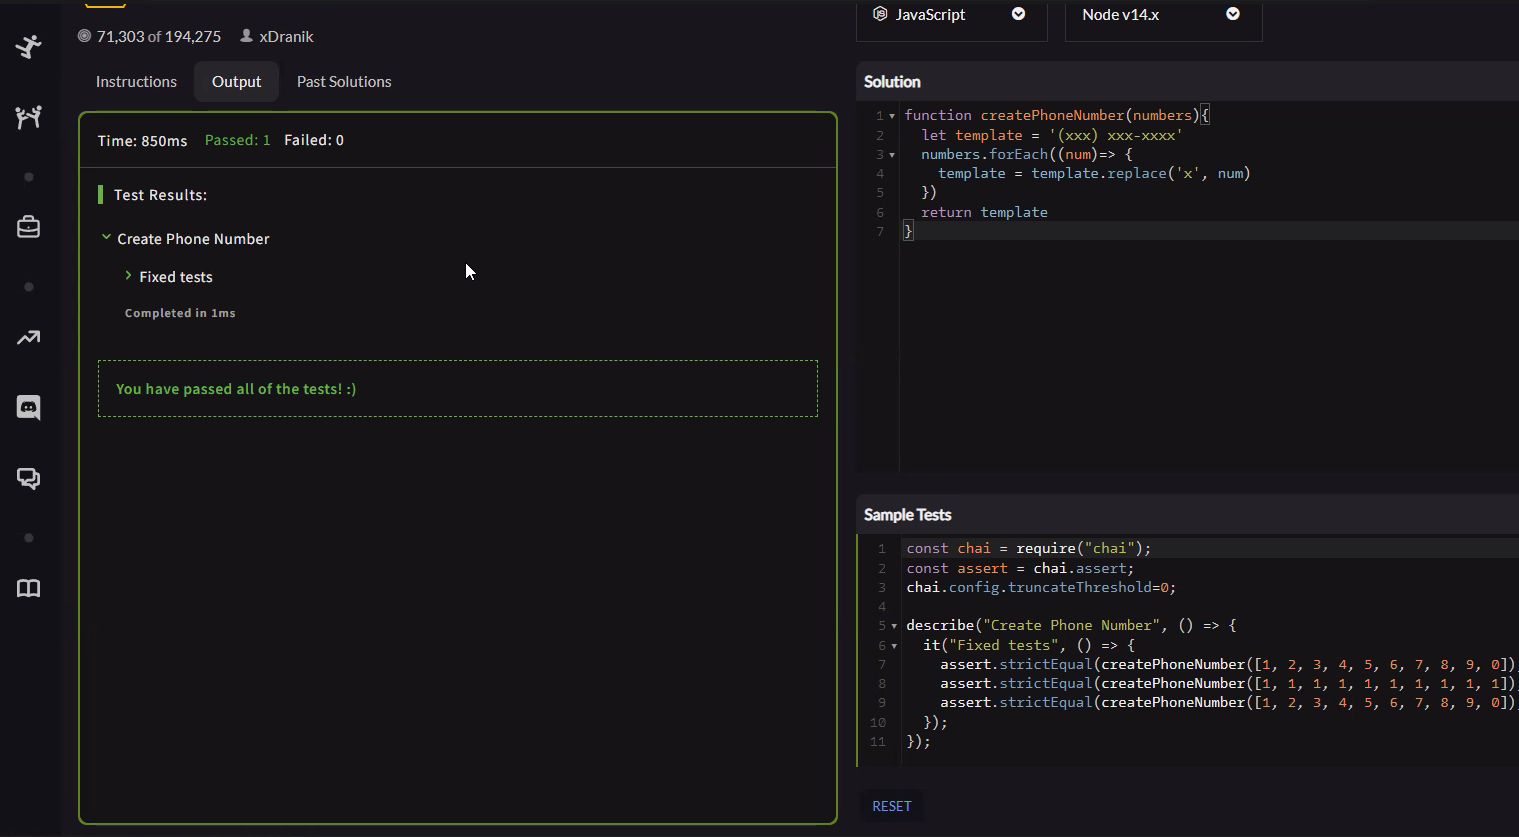 JavaScript
Node v14.x
71,303 of 194,275 xDranik
Instructions Output Past Solutions
Time: 850ms Passed: 1 Failed: 0
Test Results:
Create Phone Number
Fixed tests
Completed in 1ms
You have passed all of the tests! :)
Solution
1 function createPhoneNumber(numbers){
2 let template = '(xxx) xxx-xxxx'
3 numbers.forEach((num)=> {
4 template = template.replace('x', num)
5 })
6 return template
7 }
Sample Tests
1 const chai = require("chai");
2 const assert = chai.assert;
3 chai.config.truncateThreshold=0;
4
5 describe("Create Phone Number", () => {
6 it("Fixed tests", () => {
7 assert.strictEqual(createPhoneNumber([1, 2, 3, 4, 5, 6, 7, 8, 9, 0]),
8 assert.strictEqual(createPhoneNumber([1, 1, 1, 1, 1, 1, 1, 1, 1, 1]),
9 assert.strictEqual(createPhoneNumber([1, 2, 3, 4, 5, 6, 7, 8, 9, 0]),
10 });
11 });
RESET